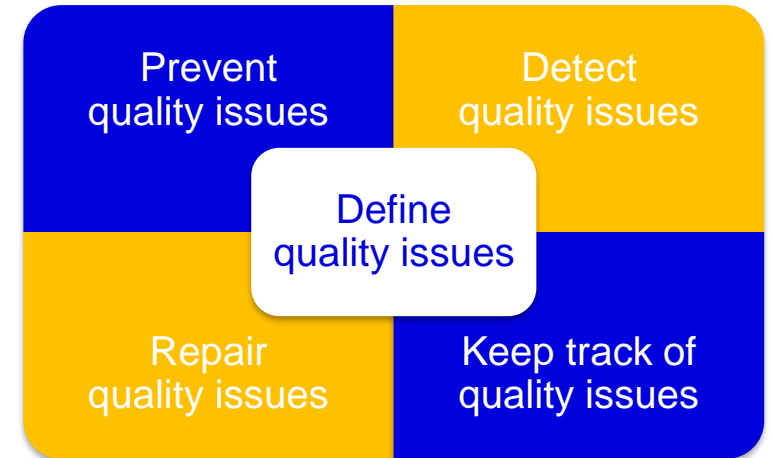 Prevent
quality issues
Detect
quality issues
Define
quality issues
Repair
quality issues
Keep track of
quality issues